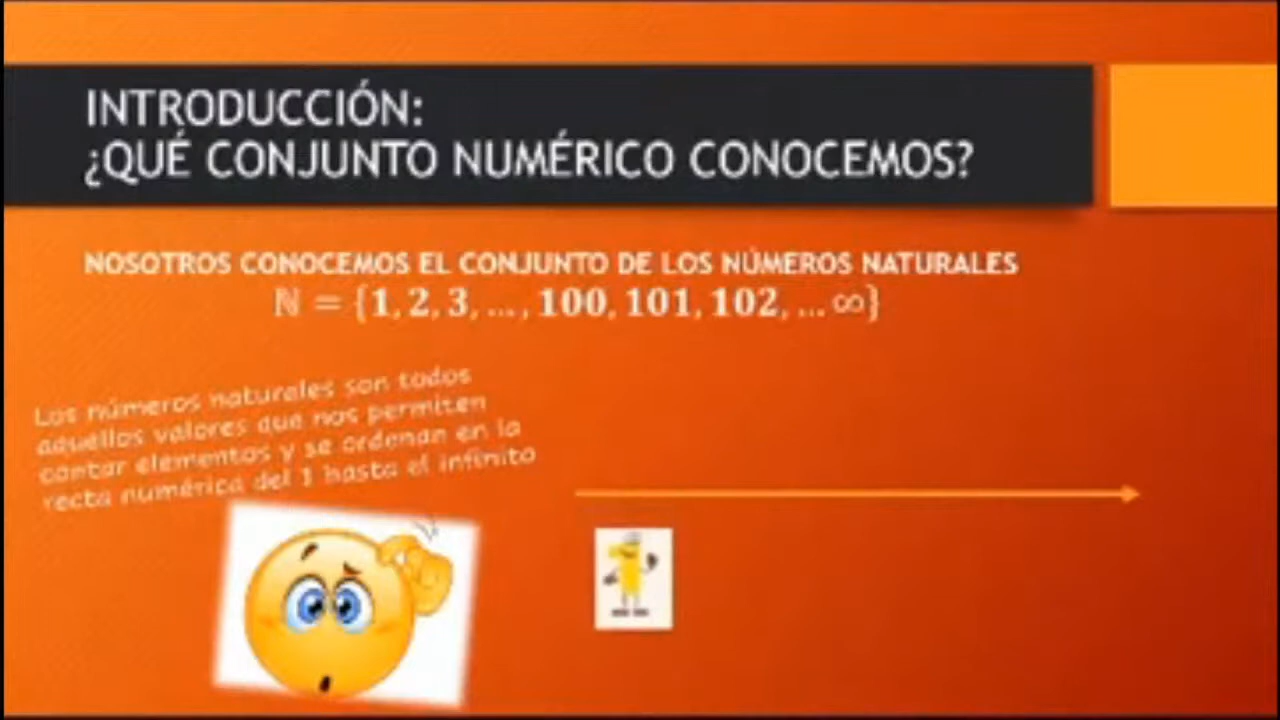 INTRODUCCIÓN:
¿QUÉ CONJUNTO NUMÉRICO CONOCEMOS?
NOSOTROS CONOCEMOS EL CONJUNTO DE LOS NÚMEROS NATURALES
ℕ = {1, 2, 3, ..., 100, 101, 102, ... ∞}
Los números naturales son todos
aquellos valores que nos permiten
contar elementos y se ordenan en la
recta numérica del 1 hasta el infinito